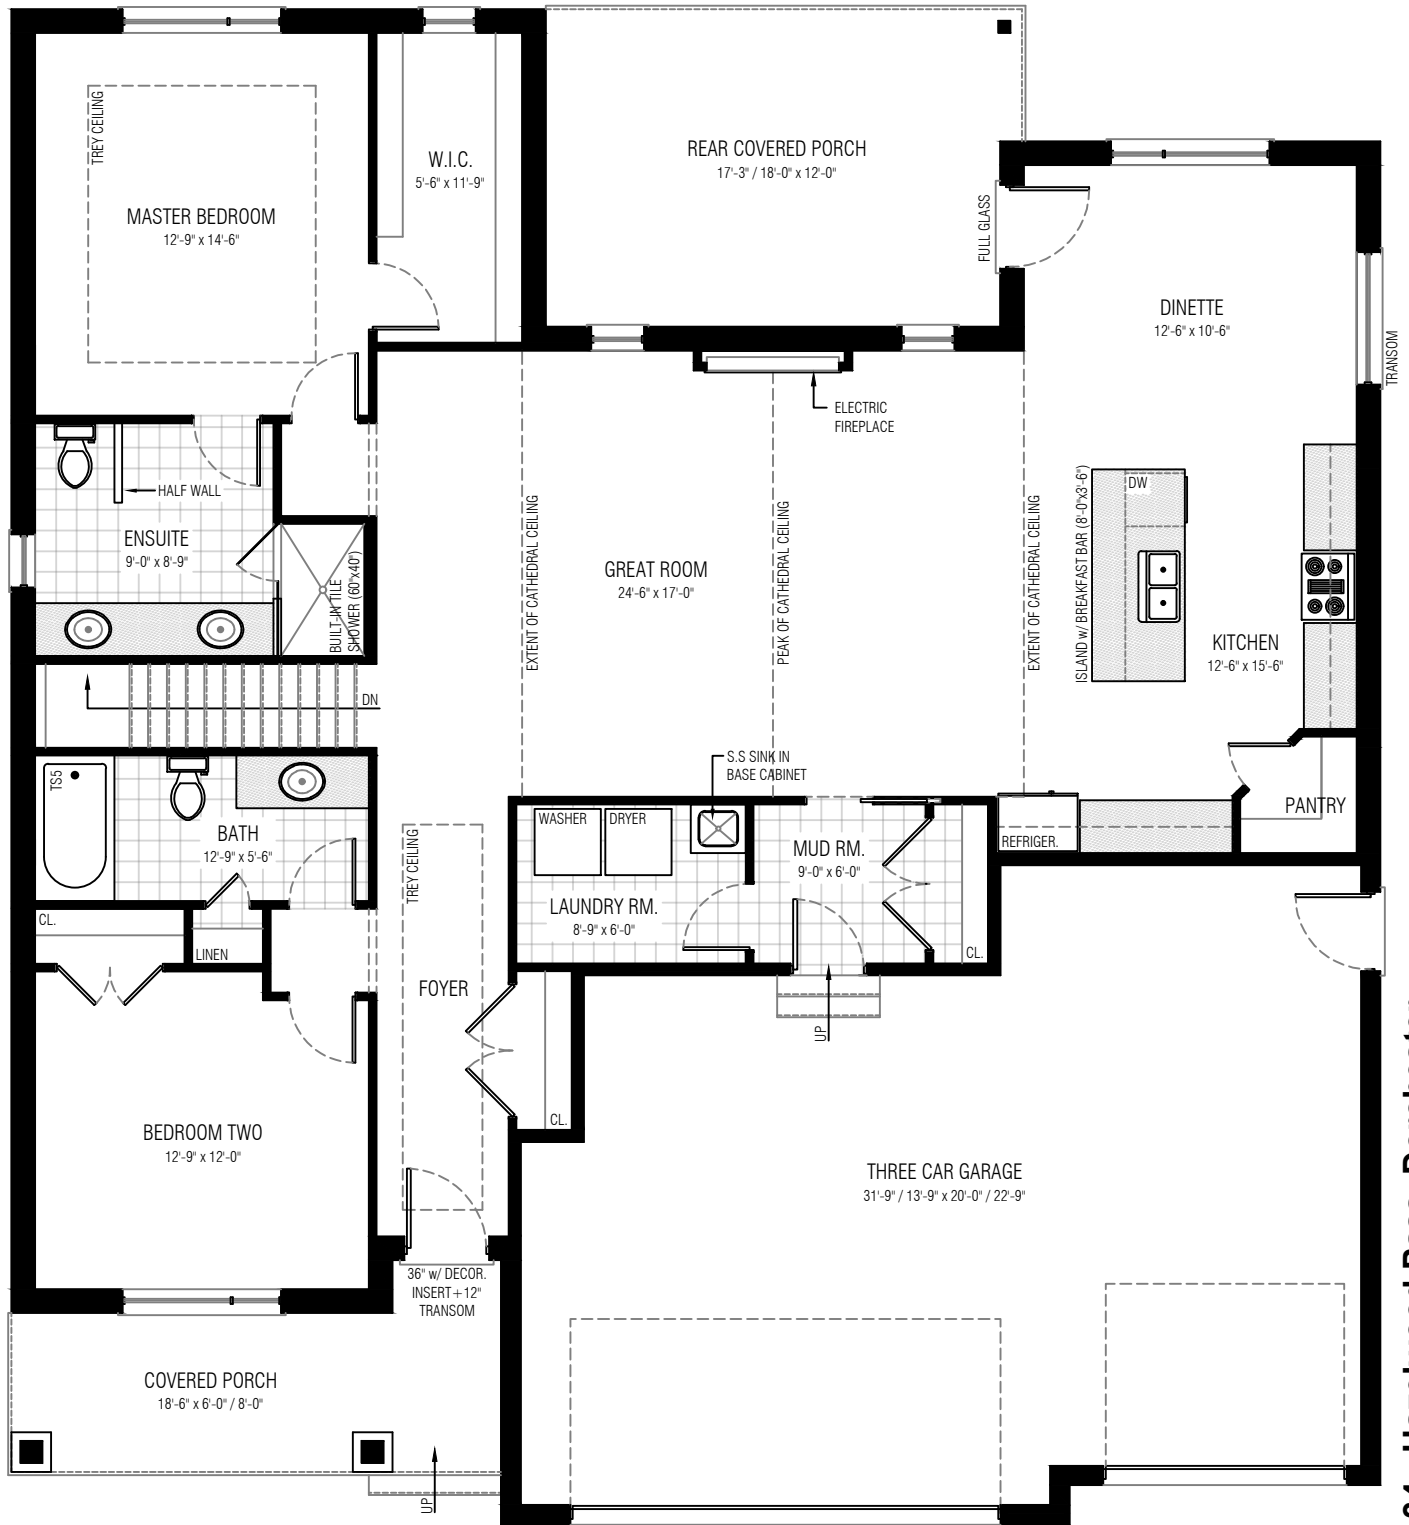 TREY CEILING
MASTER BEDROOM
12'-9" x 14'-6"
W.I.C.
5'-6" x 11'-9"
REAR COVERED PORCH
17'-3" / 18'-0" x 12'-0"
FULL GLASS
DINETTE
12'-6" x 10'-6"
TRANSOM
ELECTRIC
FIREPLACE
HALF WALL
ENSUITE
9'-0" x 8'-9"
BUILT-IN TILE
SHOWER (60"x40")
EXTENT OF CATHEDRAL CEILING
GREAT ROOM
24'-6" x 17'-0"
PEAK OF CATHEDRAL CEILING
EXTENT OF CATHEDRAL CEILING
ISLAND w/ BREAKFAST BAR (8'-0"x3'-6")
DW
KITCHEN
12'-6" x 15'-6"
DN
S.S SINK IN
BASE CABINET
TS5
BATH
12'-9" x 5'-6"
TREY CEILING
WASHER
DRYER
LAUNDRY RM.
8'-9" x 6'-0"
MUD RM.
9'-0" x 6'-0"
CL.
REFRIGER.
PANTRY
CL.
LINEN
FOYER
CL.
UP
BEDROOM TWO
12'-9" x 12'-0"
THREE CAR GARAGE
31'-9" / 13'-9" x 20'-0" / 22'-9"
36" w/ DECOR.
INSERT+12"
TRANSOM
COVERED PORCH
18'-6" x 6'-0" / 8'-0"
UP